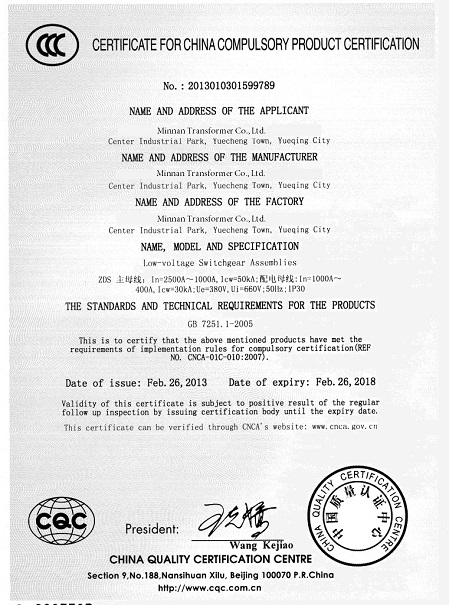 CCC
CERTIFICATE FOR CHINA COMPULSORY PRODUCT CERTIFICATION
No. : 2013010301599789
NAME AND ADDRESS OF THE APPLICANT
Minnan Transformer Co., Ltd.
Center Industrial Park, Yuecheng Town, Yueqing City
NAME AND ADDRESS OF THE MANUFACTURER
Minnan Transformer Co., Ltd.
Center Industrial Park, Yuecheng Town, Yueqing City
NAME AND ADDRESS OF THE FACTORY
Minnan Transformer Co., Ltd.
Center Industrial Park, Yuecheng Town, Yueqing City
NAME, MODEL AND SPECIFICATION
Low-voltage Switchgear Assemblies
ZDS 主母线: In=2500A～1000A, Icw=50kA;配电母线:In=1000A～
400A, Icw=30kA;Ue=380V, Ui=660V;50Hz;IP30
THE STANDARDS AND TECHNICAL REQUIREMENTS FOR THE PRODUCTS
GB 7251.1-2005
This is to certify that the above mentioned products have met the
requirements of implementation rules for compulsory certification(REF
NO. CNCA-01C-010:2007).
Date of issue: Feb. 26, 2013 Date of expiry: Feb. 26, 2018
Validity of this certificate is subject to positive result of the regular
follow up inspection by issuing certification body until the expiry date.
This certificate can be verified through CNCA's website: www.cnca.gov.cn
CQC
President:
Wang Kejiao
CHINA QUALITY CERTIFICATION CENTRE
中国质量认证中心
CHINA QUALITY CERTIFICATION CENTRE
Section 9, No.188, Nansihuan Xilu, Beijing 100070 P.R.China
http://www.cqc.com.cn